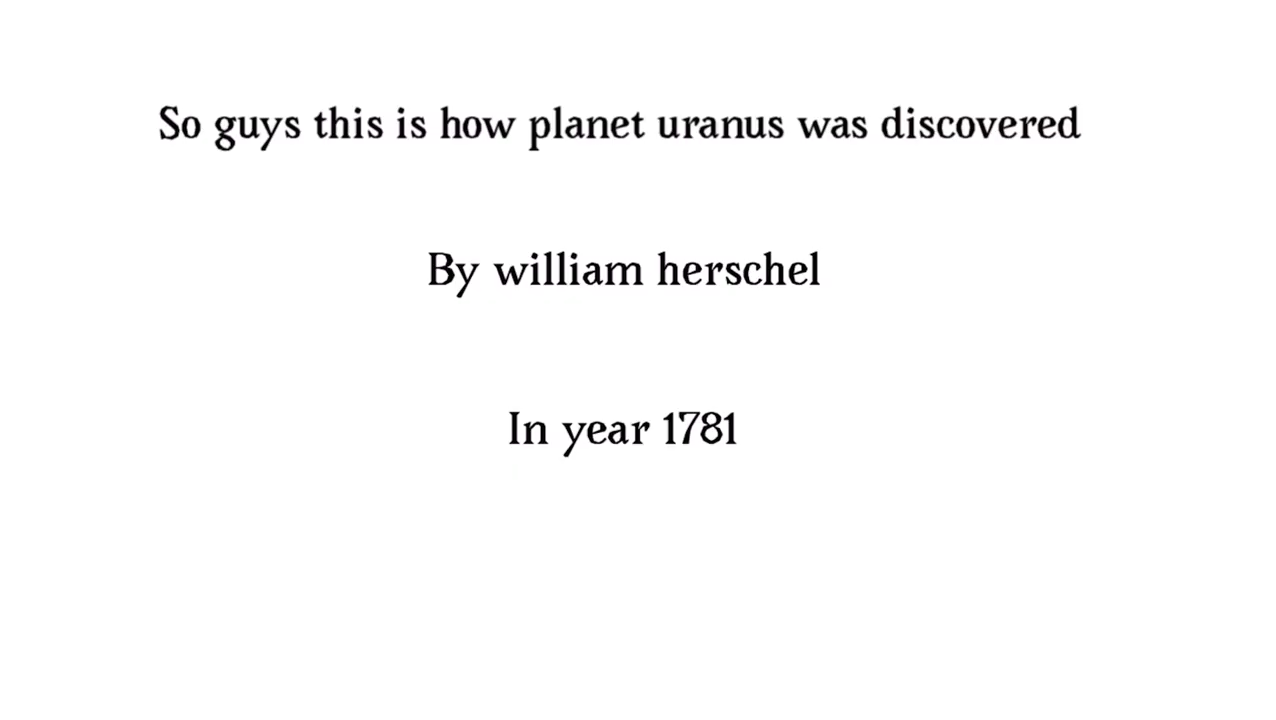 So guys this is how planet uranus was discovered
By william herschel
In year 1781